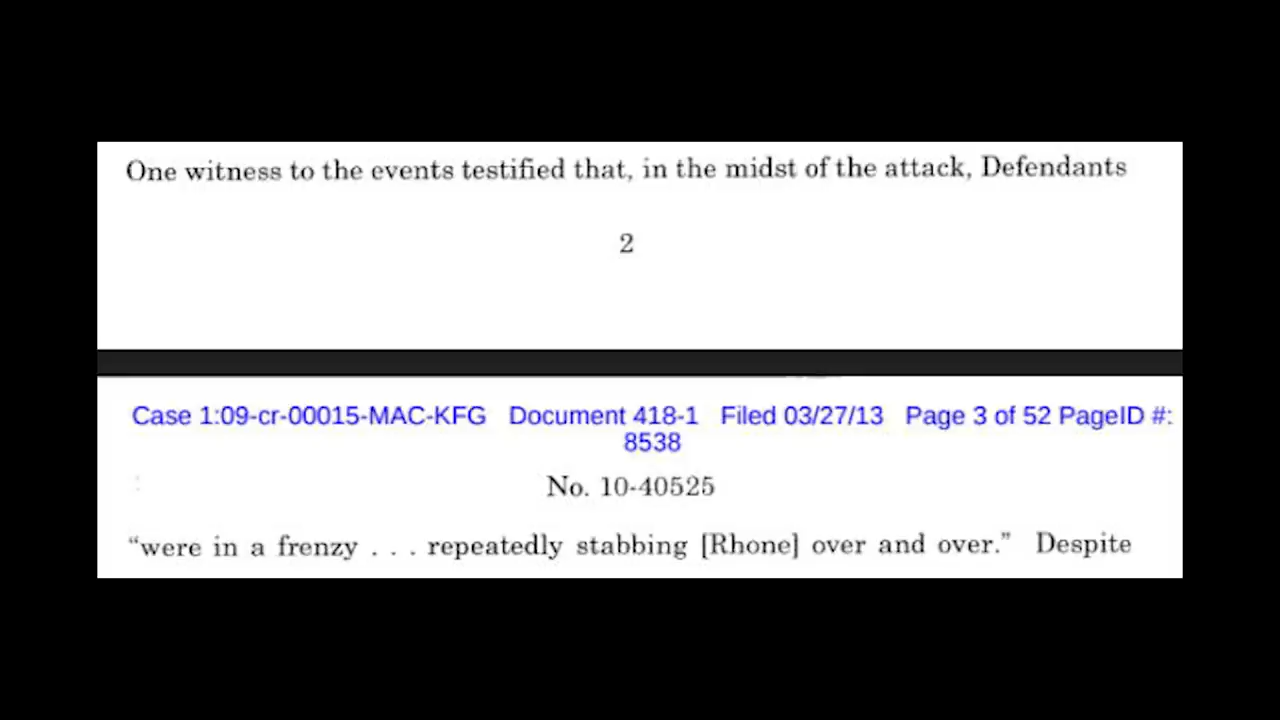 One witness to the events testified that, in the midst of the attack, Defendants
2
Case 1:09-cr-00015-MAC-KFG Document 418-1 Filed 03/27/13 Page 3 of 52 PageID #:
8538
No. 10-40525
“were in a frenzy . . . repeatedly stabbing [Rhone] over and over.” Despite